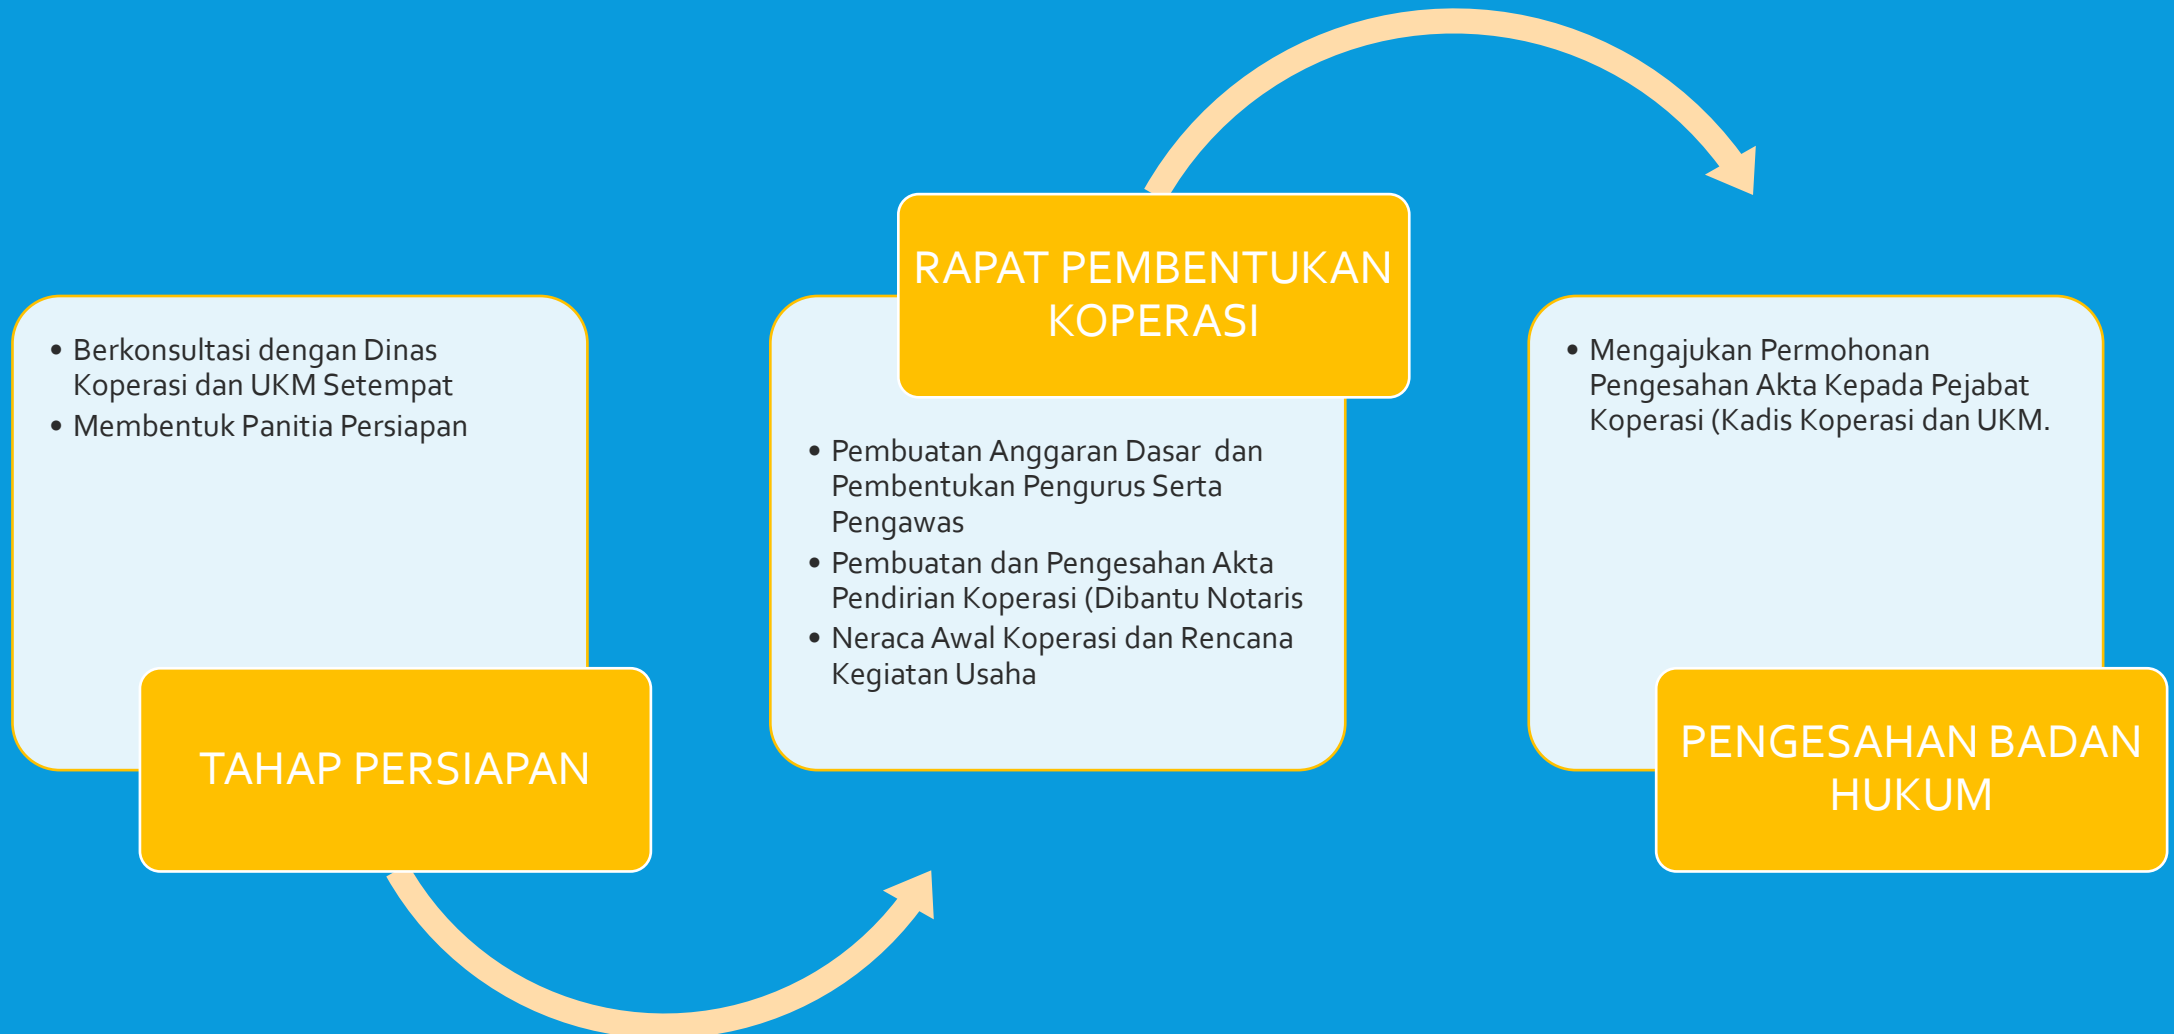 • Berkonsultasi dengan Dinas
Koperasi dan UKM Setempat
• Membentuk Panitia Persiapan
TAHAP PERSIAPAN
RAPAT PEMBENTUKAN
KOPERASI
• Pembuatan Anggaran Dasar  dan
Pembentukan Pengurus Serta
Pengawas
• Pembuatan dan Pengesahan Akta
Pendirian Koperasi (Dibantu Notaris
• Neraca Awal Koperasi dan Rencana
Kegiatan Usaha
• Mengajukan Permohonan
Pengesahan Akta Kepada Pejabat
Koperasi (Kadis Koperasi dan UKM.
PENGESAHAN BADAN
HUKUM